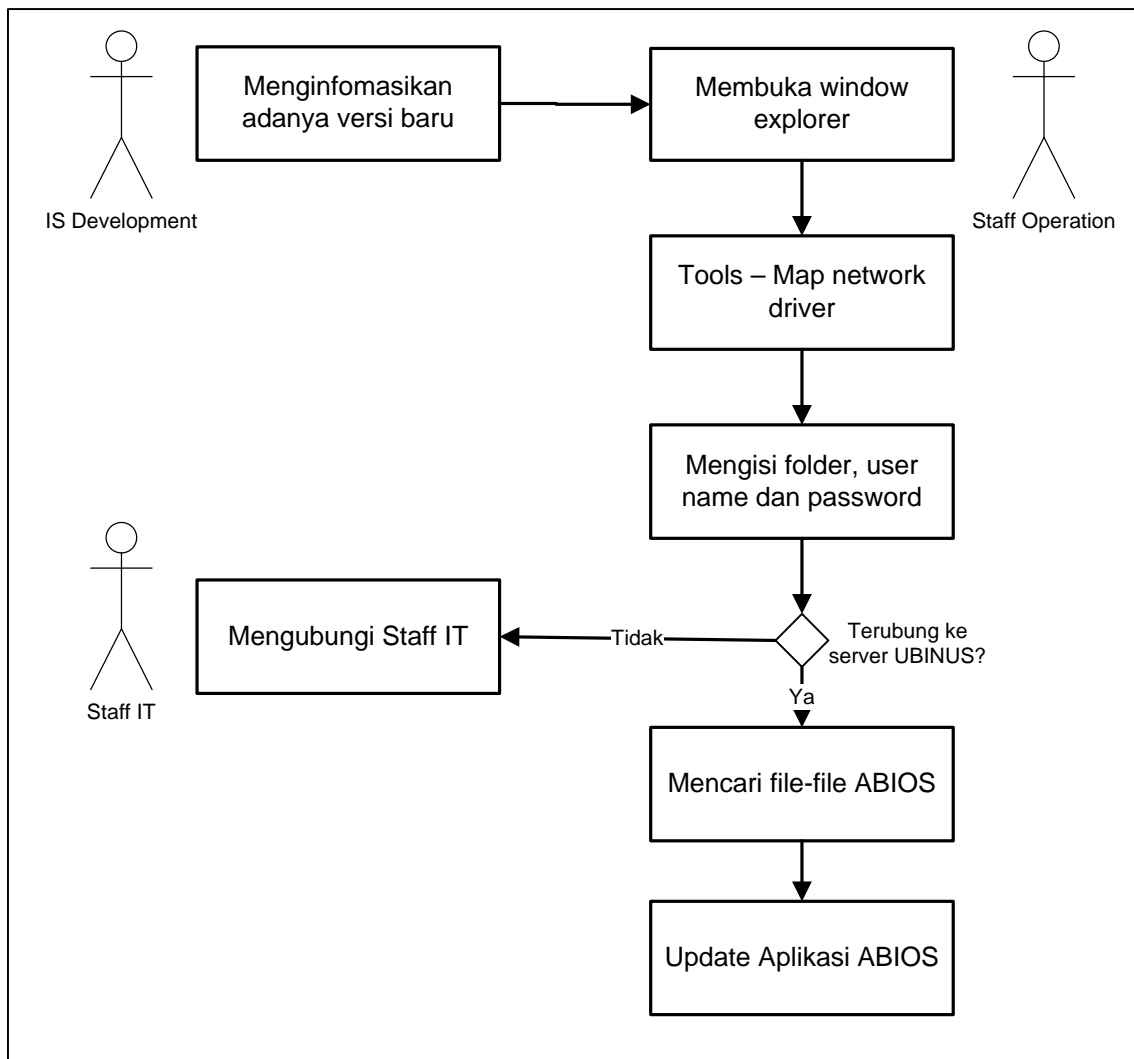 Menginfomasikan
adanya versi baru
Membuka window
explorer
IS Development
Staff Operation
Tools – Map network
driver
Mengisi folder, user
name dan password
Mengubungi Staff IT
Tidak
Terubung ke
server UBINUS?
Staff IT
Ya
Mencari file-file ABIOS
Update Aplikasi ABIOS